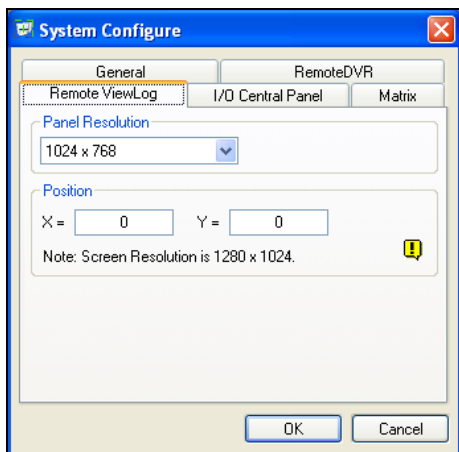 System Configure
General RemoteDVR
Remote ViewLog I/O Central Panel Matrix
Panel Resolution
1024 x 768
Position
X = 0 Y = 0
Note: Screen Resolution is 1280 x 1024.
OK Cancel